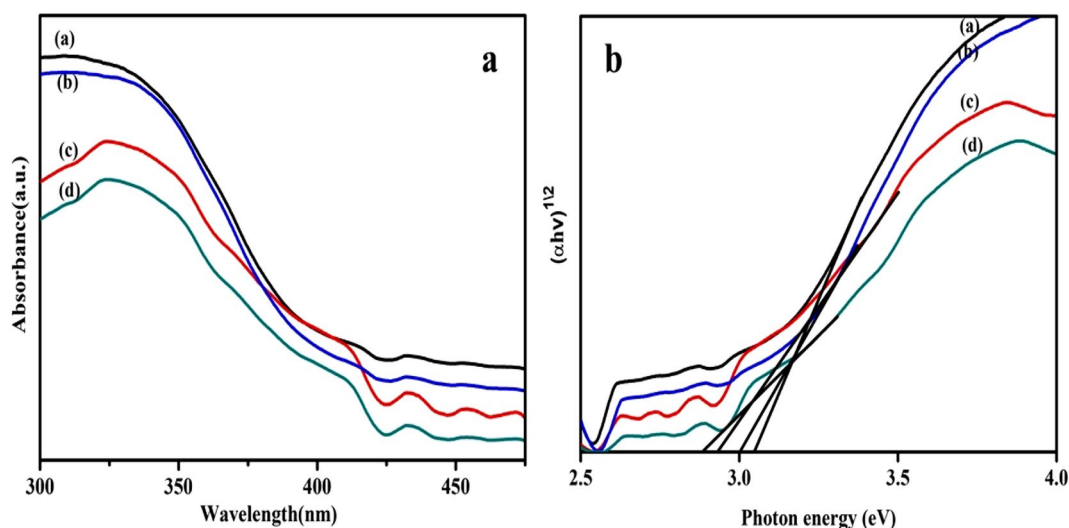 a
(a)
(b)
(c)
(d)
Absorbance(a.u.)
300
350
400
450
Wavelength(nm)
b
(a)
(b)
(c)
(d)
(αhν)1\2
2.5
3.0
3.5
4.0
Photon energy (eV)